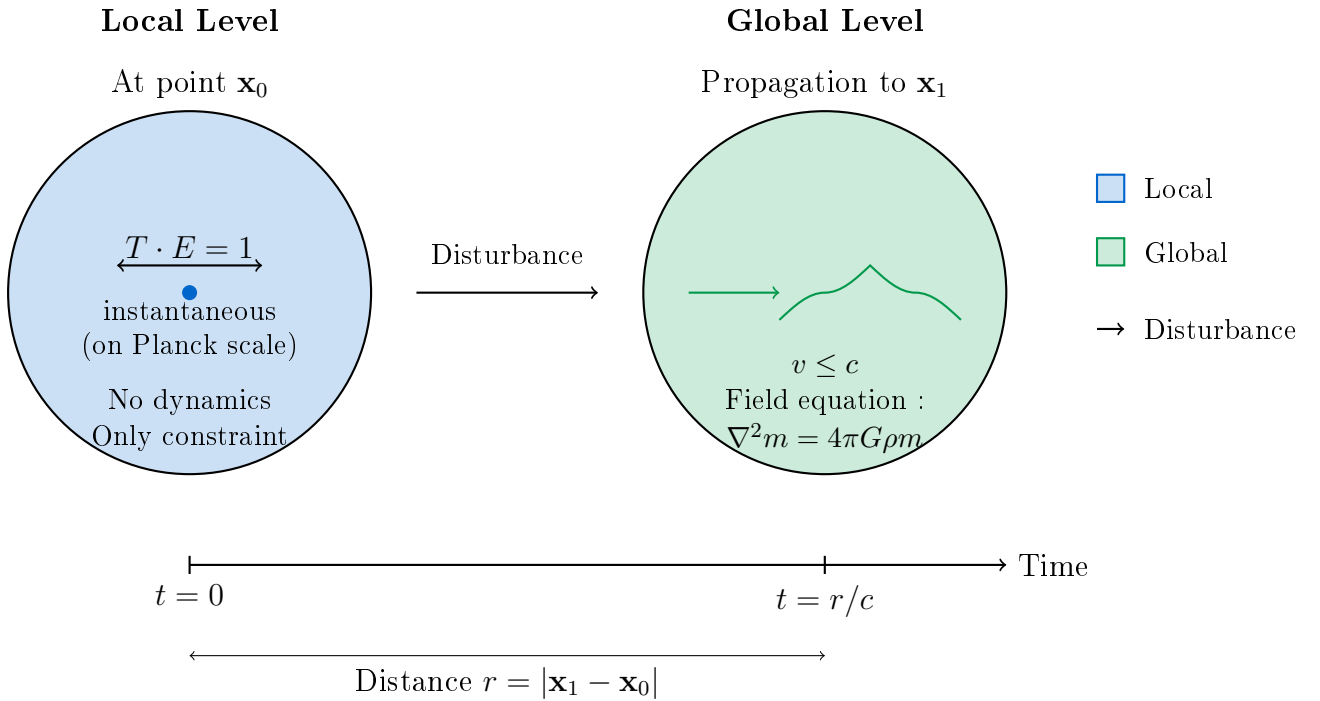 Local Level
At point x₀
T · E = 1
instantaneous
(on Planck scale)
No dynamics
Only constraint
Disturbance
Global Level
Propagation to x₁
v ≤ c
Field equation :
∇²m = 4πGρm
Local
Global
Disturbance
Time
t = 0
t = r/c
Distance r = |x₁ − x₀|